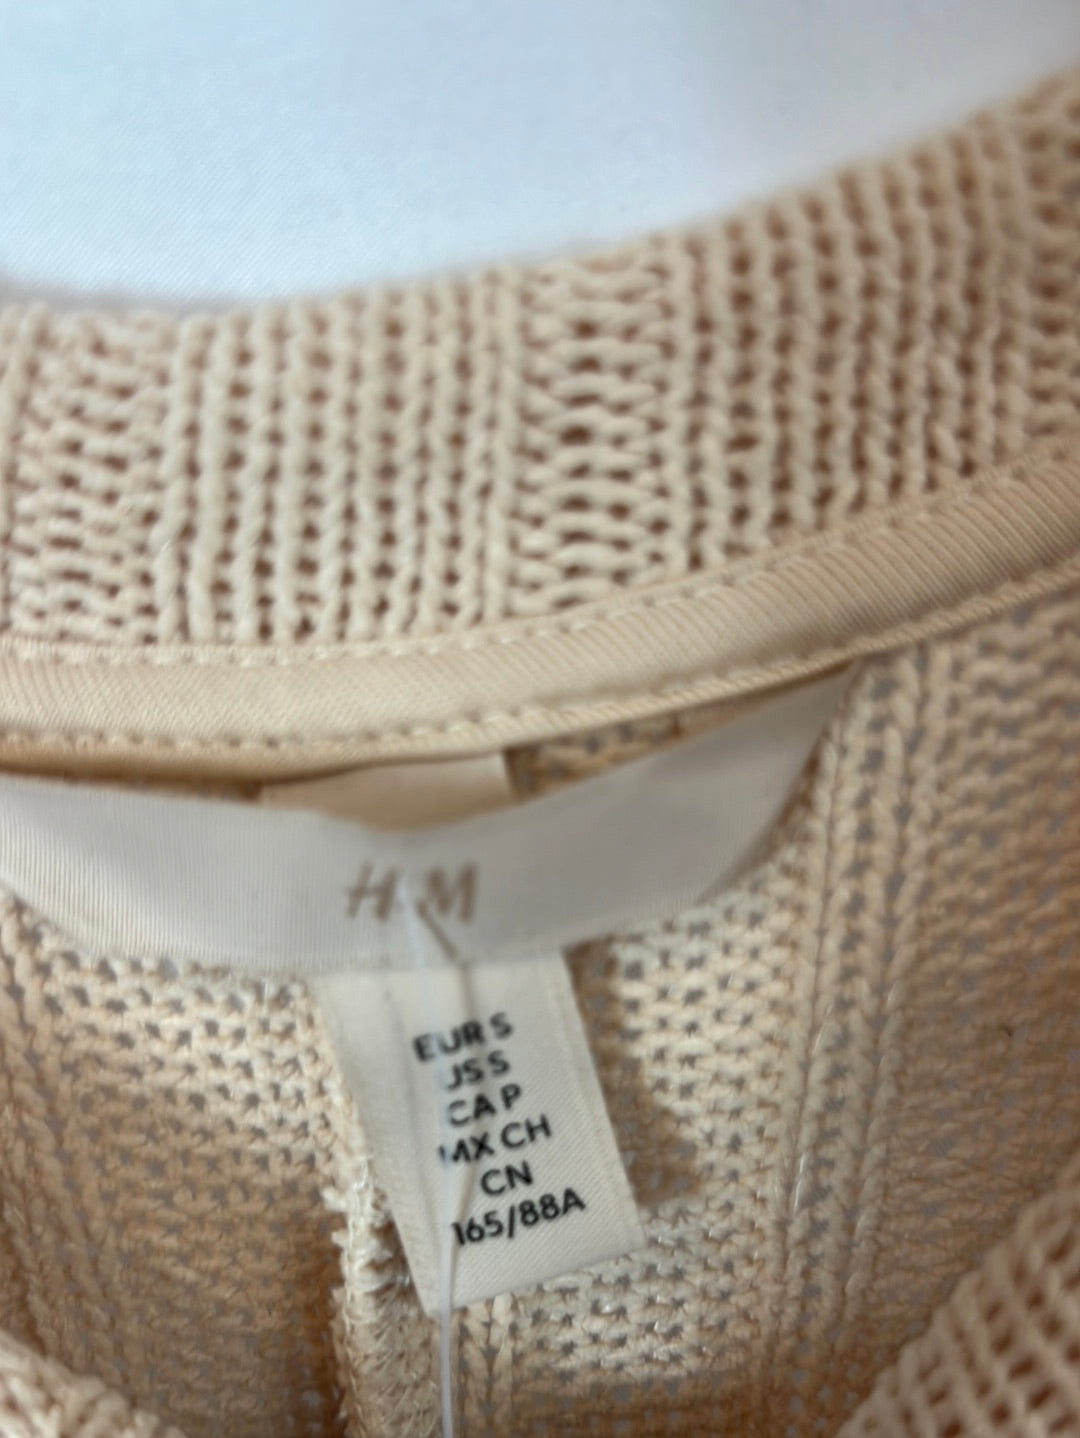 H&M
EUR S
US S
CA P
MX CH
CN
165/88A